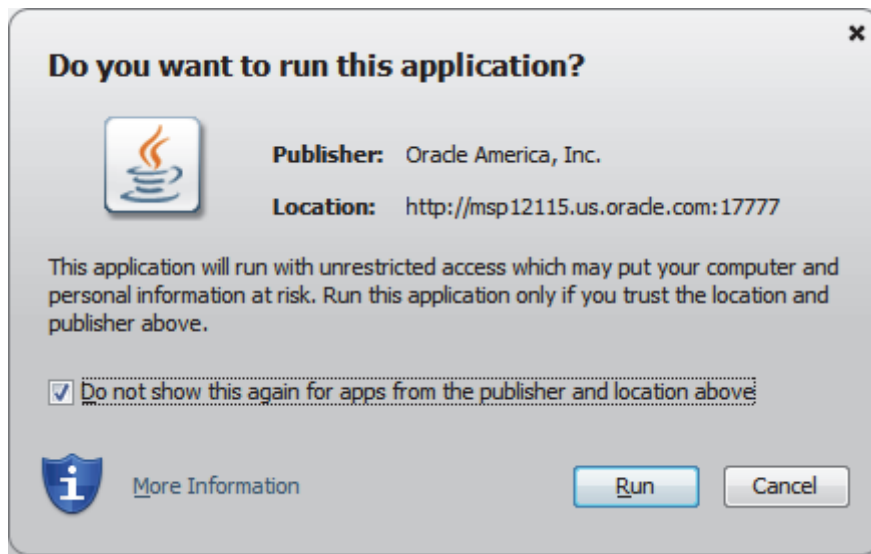 Do you want to run this application?
Publisher: Oracle America, Inc.
Location: http://msp12115.us.oracle.com:17777
This application will run with unrestricted access which may put your computer and
personal information at risk. Run this application only if you trust the location and
publisher above.
Do not show this again for apps from the publisher and location above
More Information
Run
Cancel